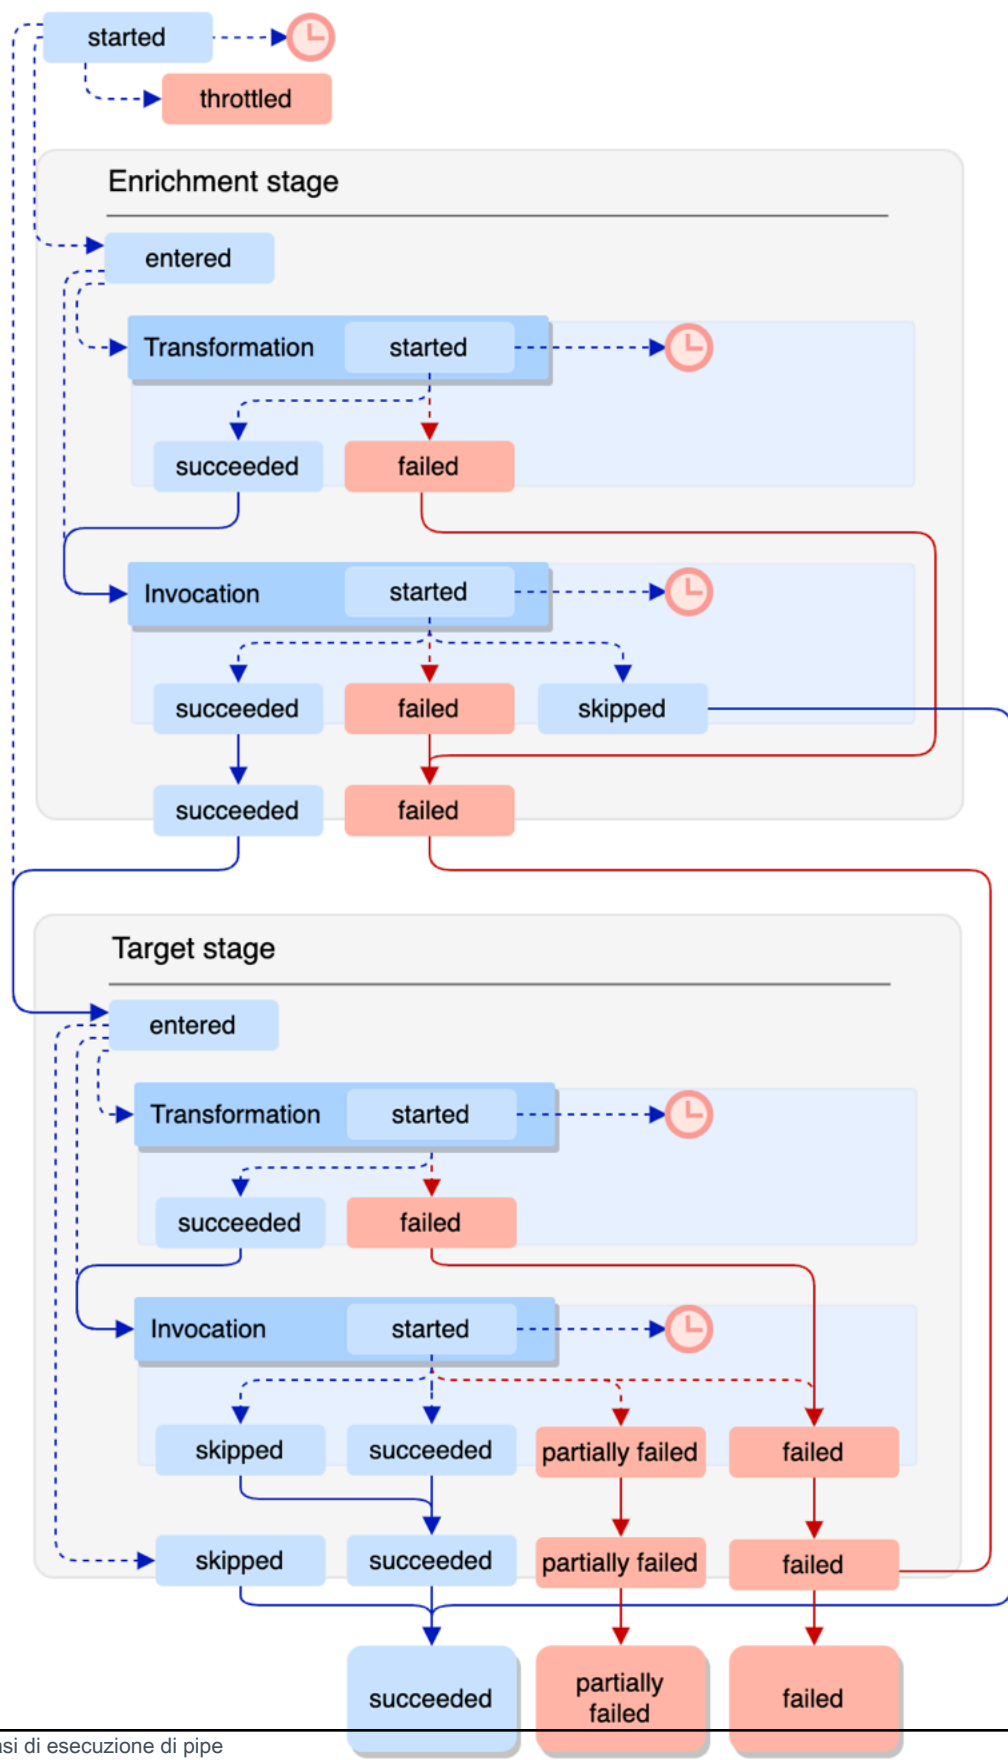 started
throttled
Enrichment stage
entered
Transformation started
succeeded failed
Invocation started
succeeded failed skipped
succeeded failed
Target stage
entered
Transformation started
succeeded failed
Invocation started
skipped succeeded partially failed failed
skipped succeeded partially failed failed
succeeded partially failed failed
di esecuzione di pipe